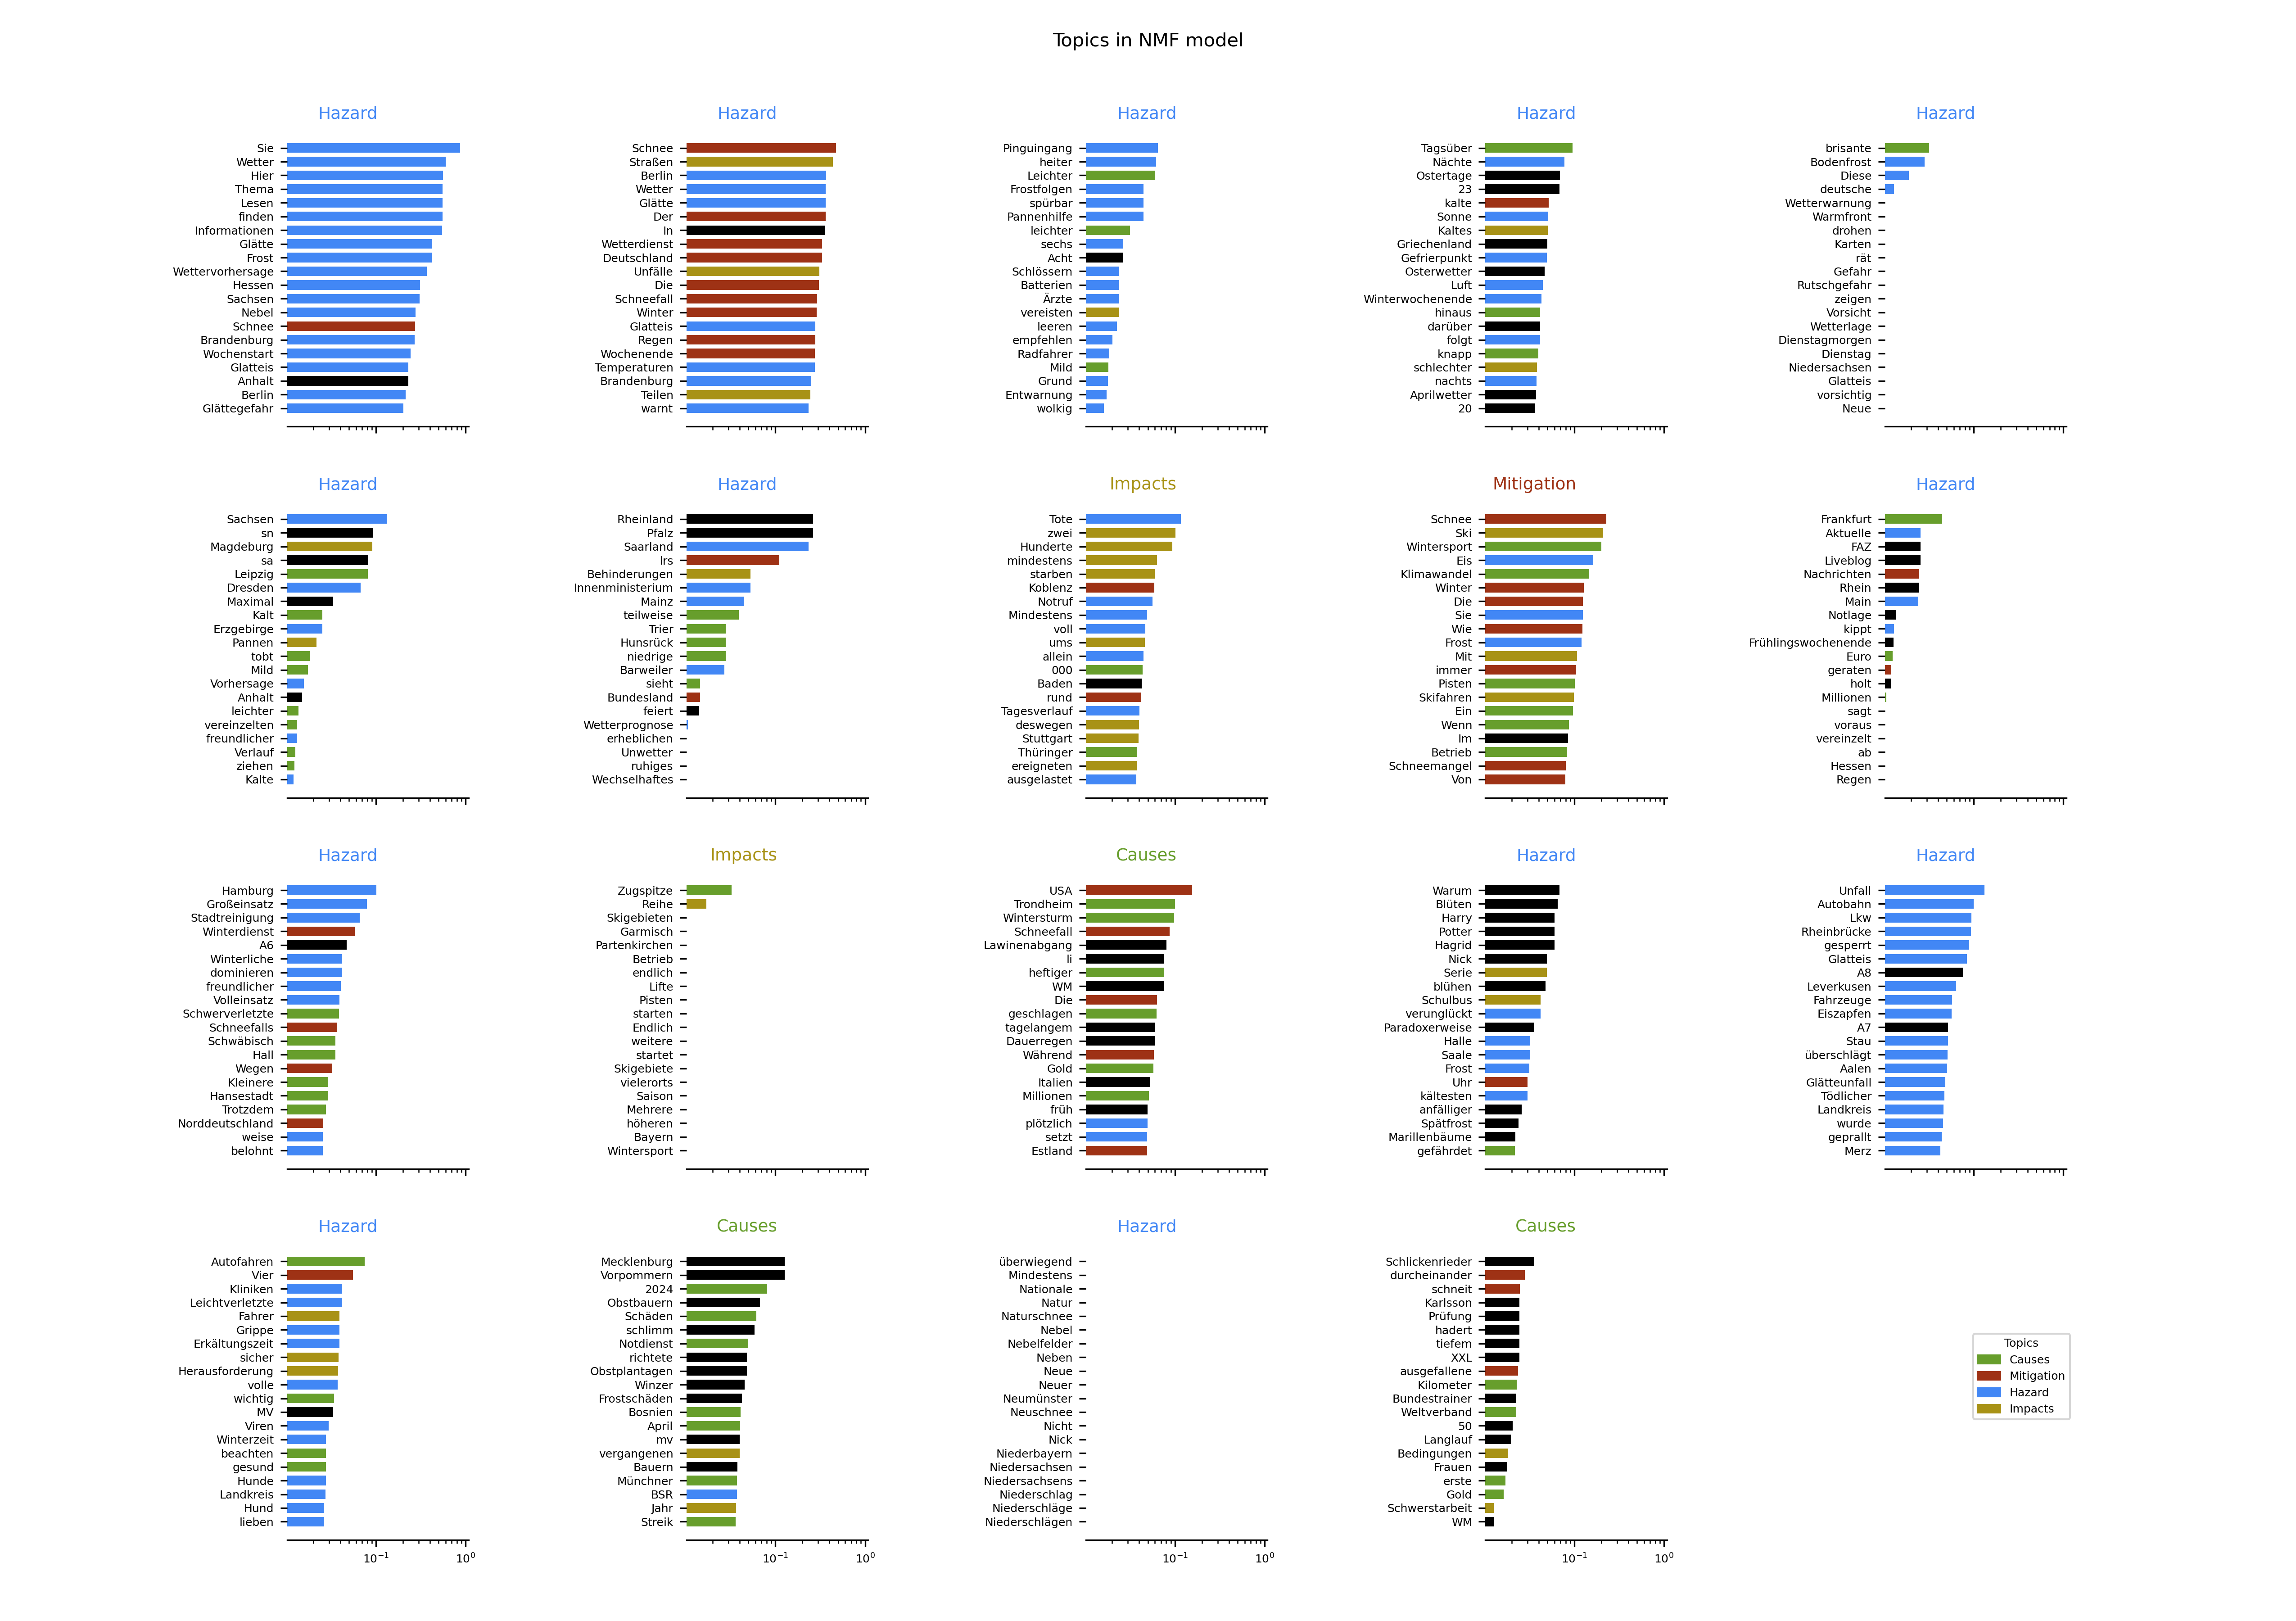 Topics in NMF model
Hazard
Sie
Wetter
Hier
Thema
Lesen
finden
Informationen
Glätte
Frost
Wettervorhersage
Hessen
Sachsen
Nebel
Schnee
Brandenburg
Wochenstart
Glatteis
Anhalt
Berlin
Glättegefahr
Hazard
Schnee
Straßen
Berlin
Wetter
Glätte
Der
In
Wetterdienst
Deutschland
Unfälle
Die
Schneefall
Winter
Glatteis
Regen
Wochenende
Temperaturen
Brandenburg
Teilen
warnt
Hazard
Pinguingang
heiter
Leichter
Frostfolgen
spürbar
Pannenhilfe
leichter
sechs
Acht
Schlössern
Batterien
Ärzte
vereisten
leeren
empfehlen
Radfahrer
Mild
Grund
Entwarnung
wolkig
Hazard
Tagsüber
Nächte
Ostertage
23
kalte
Sonne
Kaltes
Griechenland
Gefrierpunkt
Osterwetter
Luft
Winterwochenende
hinaus
darüber
folgt
knapp
schlechter
nachts
Aprilwetter
20
Hazard
brisante
Bodenfrost
Diese
deutsche
Wetterwarnung
Warmfront
drohen
Karten
rät
Gefahr
Rutschgefahr
zeigen
Vorsicht
Wetterlage
Dienstagmorgen
Dienstag
Niedersachsen
Glatteis
vorsichtig
Neue
Hazard
Sachsen
sn
Magdeburg
sa
Leipzig
Dresden
Maximal
Kalt
Erzgebirge
Pannen
tobt
Mild
Vorhersage
Anhalt
leichter
vereinzelten
freundlicher
Verlauf
ziehen
Kalte
Hazard
Rheinland
Pfalz
Saarland
lrs
Behinderungen
Innenministerium
Mainz
teilweise
Trier
Hunsrück
niedrige
Barweiler
sieht
Bundesland
feiert
Wetterprognose
erheblichen
Unwetter
ruhiges
Wechselhaftes
Impacts
Tote
zwei
Hunderte
mindestens
starben
Koblenz
Notruf
Mindestens
voll
ums
allein
000
Baden
rund
Tagesverlauf
deswegen
Stuttgart
Thüringer
ereigneten
ausgelastet
Mitigation
Schnee
Ski
Wintersport
Eis
Klimawandel
Winter
Die
Sie
Wie
Frost
Mit
immer
Pisten
Skifahren
Ein
Wenn
Im
Betrieb
Schneemangel
Von
Hazard
Frankfurt
Aktuelle
FAZ
Liveblog
Nachrichten
Rhein
Main
Notlage
kippt
Frühlingswochenende
Euro
geraten
holt
Millionen
sagt
voraus
vereinzelt
ab
Hessen
Regen
Hazard
Hamburg
Großeinsatz
Stadtreinigung
Winterdienst
A6
Winterliche
dominieren
freundlicher
Volleinsatz
Schwerverletzte
Schneefalls
Schwäbisch
Hall
Wegen
Kleinere
Hansestadt
Trotzdem
Norddeutschland
weise
belohnt
Impacts
Zugspitze
Reihe
Skigebieten
Garmisch
Partenkirchen
Betrieb
endlich
Lifte
Pisten
starten
Endlich
weitere
startet
Skigebiete
vielerorts
Saison
Mehrere
höheren
Bayern
Wintersport
Causes
USA
Trondheim
Wintersturm
Schneefall
Lawinenabgang
li
heftiger
WM
Die
geschlagen
tagelangem
Dauerregen
Während
Gold
Italien
Millionen
früh
plötzlich
setzt
Estland
Hazard
Warum
Blüten
Harry
Potter
Hagrid
Nick
Serie
blühen
Schulbus
verunglückt
Paradoxerweise
Halle
Saale
Frost
Uhr
kältesten
anfälliger
Spätfrost
Marillenbäume
gefährdet
Hazard
Unfall
Autobahn
Lkw
Rheinbrücke
gesperrt
Glatteis
A8
Leverkusen
Fahrzeuge
Eiszapfen
A7
Stau
überschlägt
Aalen
Glätteunfall
Tödlicher
Landkreis
wurde
geprallt
Merz
Hazard
Autofahren
Vier
Kliniken
Leichtverletzte
Fahrer
Grippe
Erkältungszeit
sicher
Herausforderung
volle
wichtig
MV
Viren
Winterzeit
beachten
gesund
Hunde
Landkreis
Hund
lieben
10⁻¹ 10⁰
Causes
Mecklenburg
Vorpommern
2024
Obstbauern
Schäden
schlimm
Notdienst
richtete
Obstplantagen
Winzer
Frostschäden
Bosnien
April
mv
vergangenen
Bauern
Münchner
BSR
Jahr
Streik
10⁻¹ 10⁰
Hazard
überwiegend
Mindestens
Nationale
Natur
Naturschnee
Nebel
Nebelfelder
Neben
Neue
Neuer
Neumünster
Neuschnee
Nicht
Nick
Niederbayern
Niedersachsen
Niedersachsens
Niederschlag
Niederschläge
Niederschlägen
10⁻¹ 10⁰
Causes
Schlickenrieder
durcheinander
schneit
Karlsson
Prüfung
hadert
tiefem
XXL
ausgefallene
Kilometer
Bundestrainer
Weltverband
50
Langlauf
Bedingungen
Frauen
erste
Gold
Schwerstarbeit
WM
10⁻¹ 10⁰
Topics
Causes
Mitigation
Hazard
Impacts